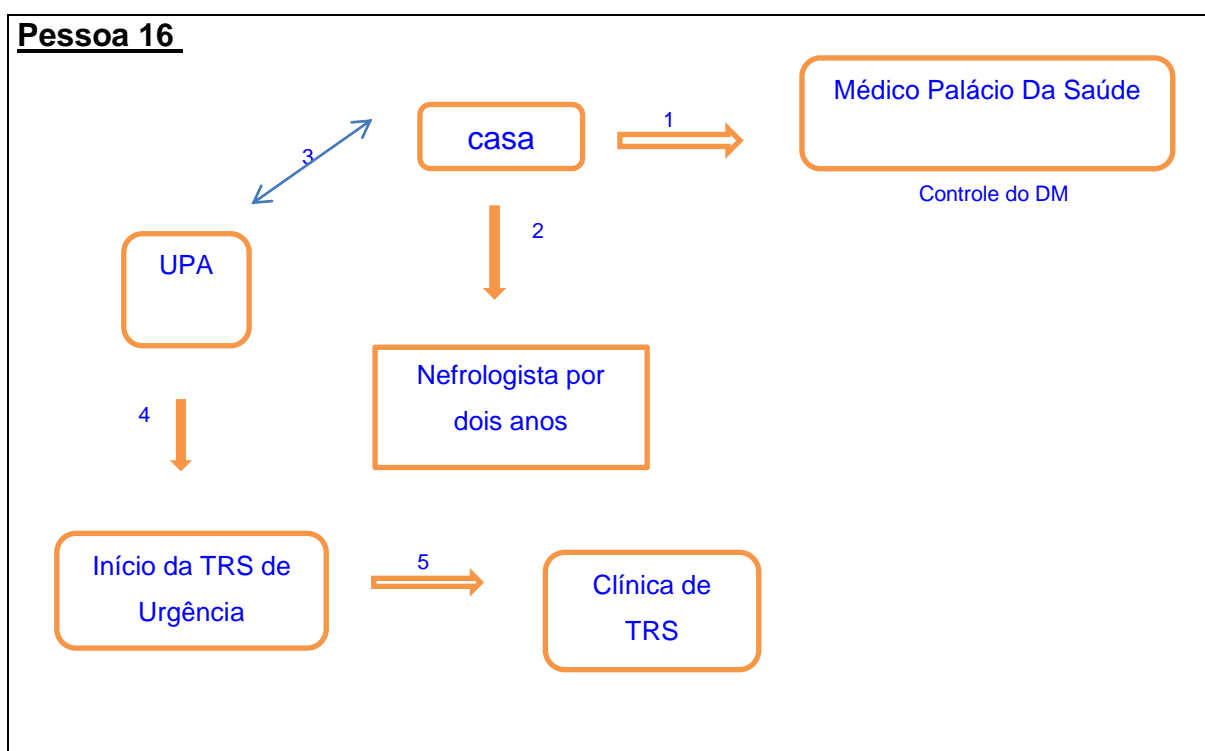 Pessoa 16
Médico Palácio Da Saúde
1
casa
3
Controle do DM
2
UPA
Nefrologista por
dois anos
4
Início da TRS de
Urgência
5
Clínica de
TRS